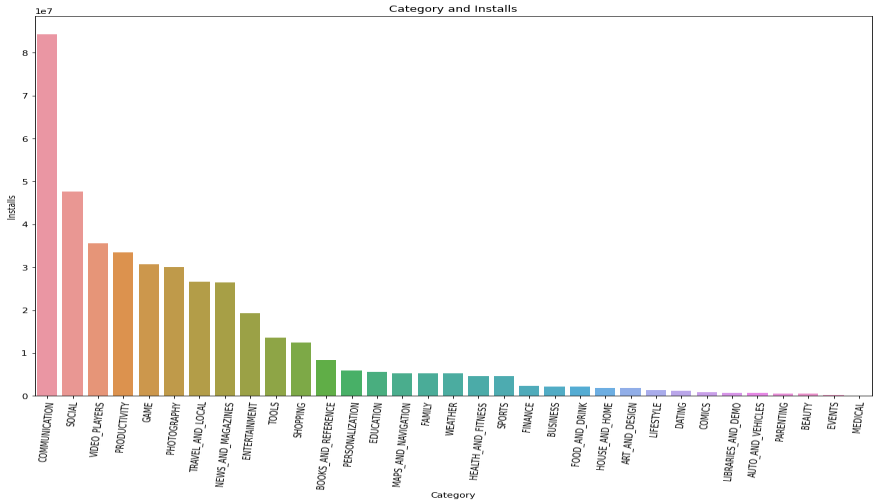 Category and Installs
1e7
8
7
6
5
4
3
2
1
0
Installs
COMMUNICATION
SOCIAL
VIDEO_PLAYERS
PRODUCTIVITY
GAME
PHOTOGRAPHY
TRAVEL_AND_LOCAL
NEWS_AND_MAGAZINES
ENTERTAINMENT
TOOLS
SHOPPING
BOOKS_AND_REFERENCE
PERSONALIZATION
EDUCATION
MAPS_AND_NAVIGATION
FAMILY
WEATHER
HEALTH_AND_FITNESS
SPORTS
FINANCE
BUSINESS
FOOD_AND_DRINK
HOUSE_AND_HOME
ART_AND_DESIGN
LIFESTYLE
DATING
COMICS
LIBRARIES_AND_DEMO
AUTO_AND_VEHICLES
PARENTING
BEAUTY
EVENTS
MEDICAL
Category